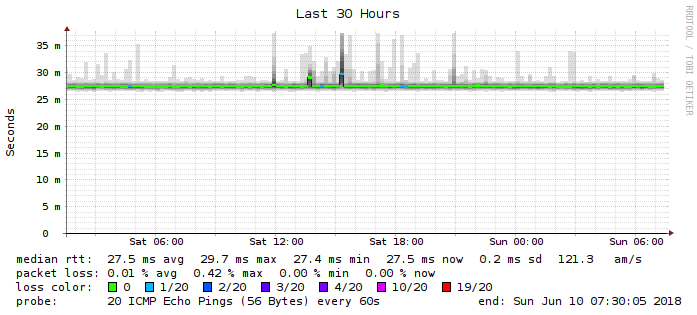 Last 30 Hours
RRDTOOL / TOBI OETIKER
Seconds
35 m
30 m
25 m
20 m
15 m
10 m
5 m
0
Sat 06:00 Sat 12:00 Sat 18:00 Sun 00:00 Sun 06:00
median rtt: 27.5 ms avg 29.7 ms max 27.4 ms min 27.5 ms now 0.2 ms sd 121.3 am/s
packet loss: 0.01 % avg 0.42 % max 0.00 % min 0.00 % now
loss color: 0 1/20 2/20 3/20 4/20 10/20 19/20
probe: 20 ICMP Echo Pings (56 Bytes) every 60s end: Sun Jun 10 07:30:05 2018